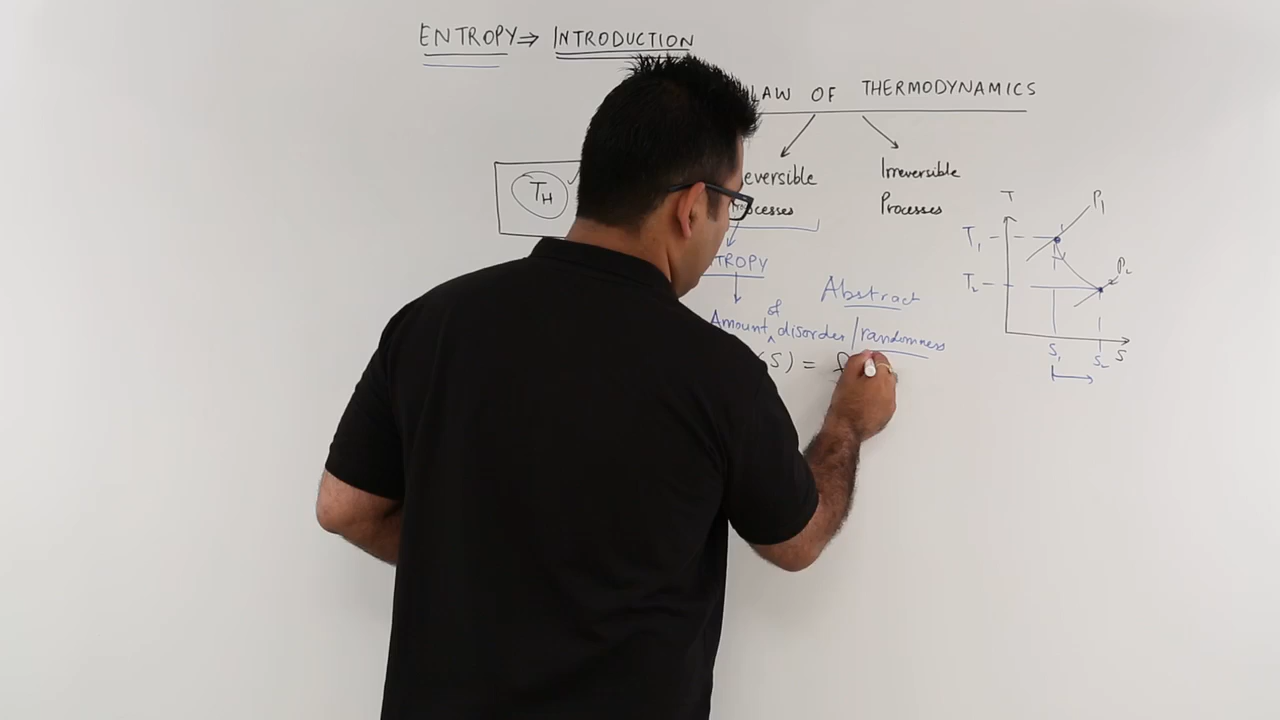 ENTROPY ⇒ INTRODUCTION
LAW OF THERMODYNAMICS
TH
eversible
Processes
Irreversible
Processes
TROPY
Abstract
Amount of disorder / randomness
(S) =
T
P1
T1
P2
T2
S1
S2
S